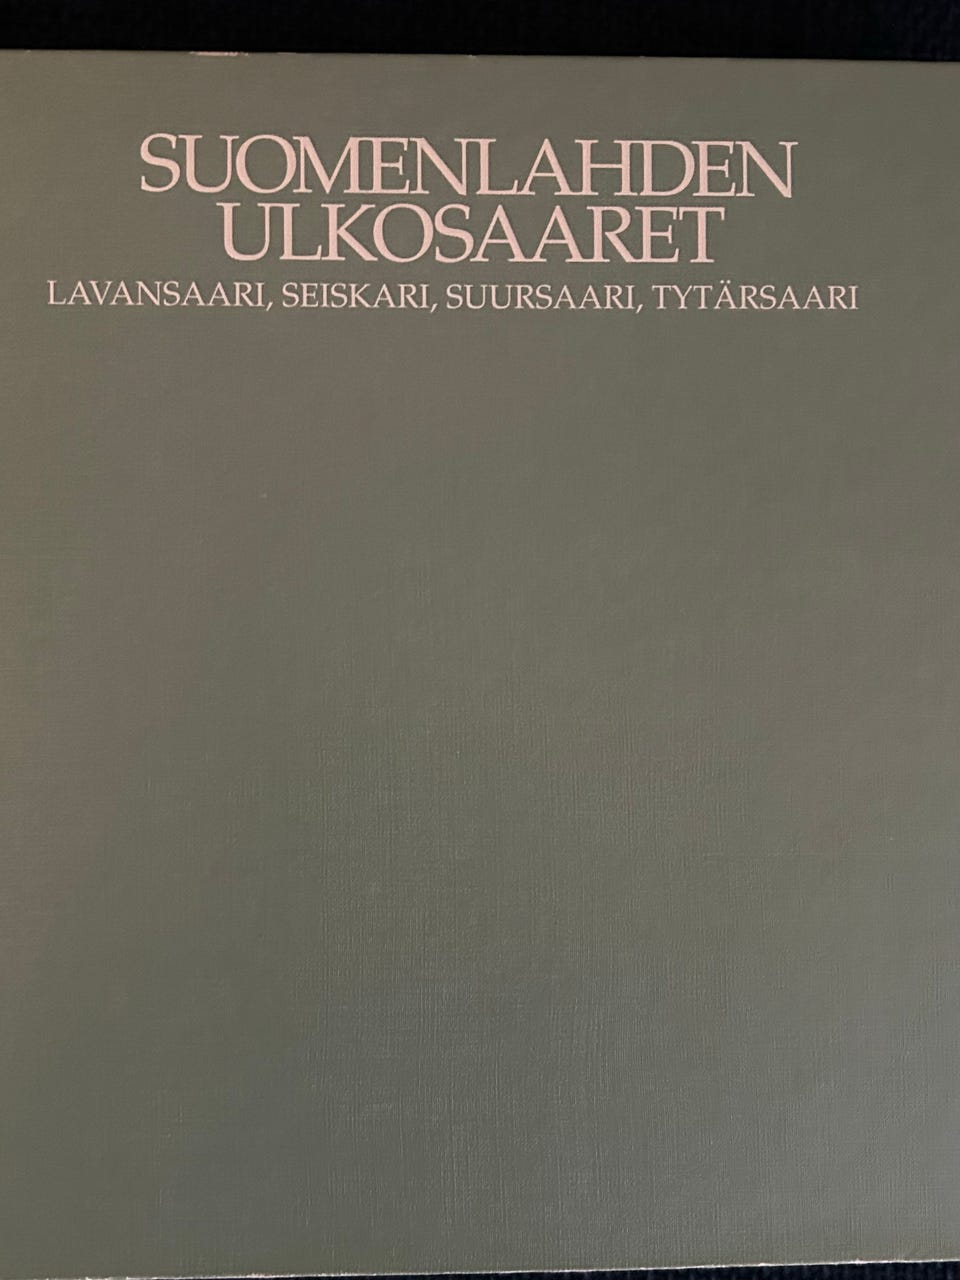 SUOMENLAHDEN
ULKOSAARET
LAVANSAARI, SEISKARI, SUURSAARI, TYTÄRSAARI